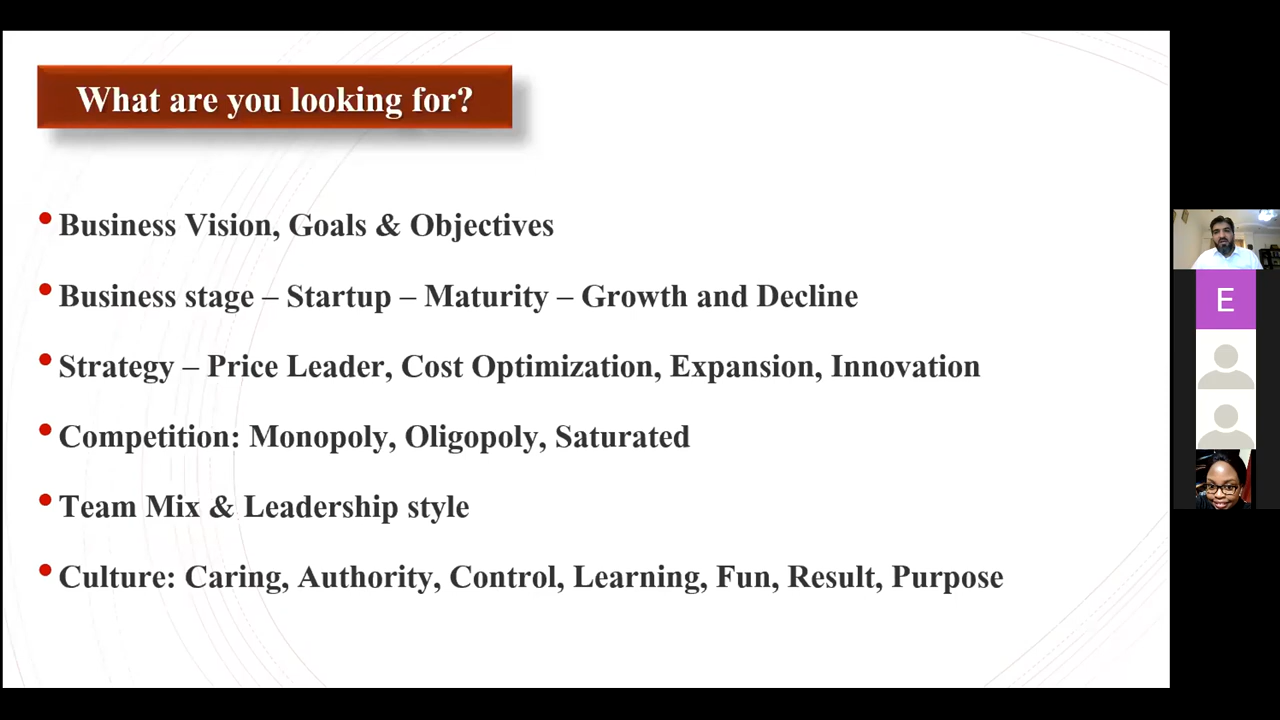 What are you looking for?
• Business Vision, Goals & Objectives
• Business stage – Startup – Maturity – Growth and Decline
• Strategy – Price Leader, Cost Optimization, Expansion, Innovation
• Competition: Monopoly, Oligopoly, Saturated
• Team Mix & Leadership style
• Culture: Caring, Authority, Control, Learning, Fun, Result, Purpose
E